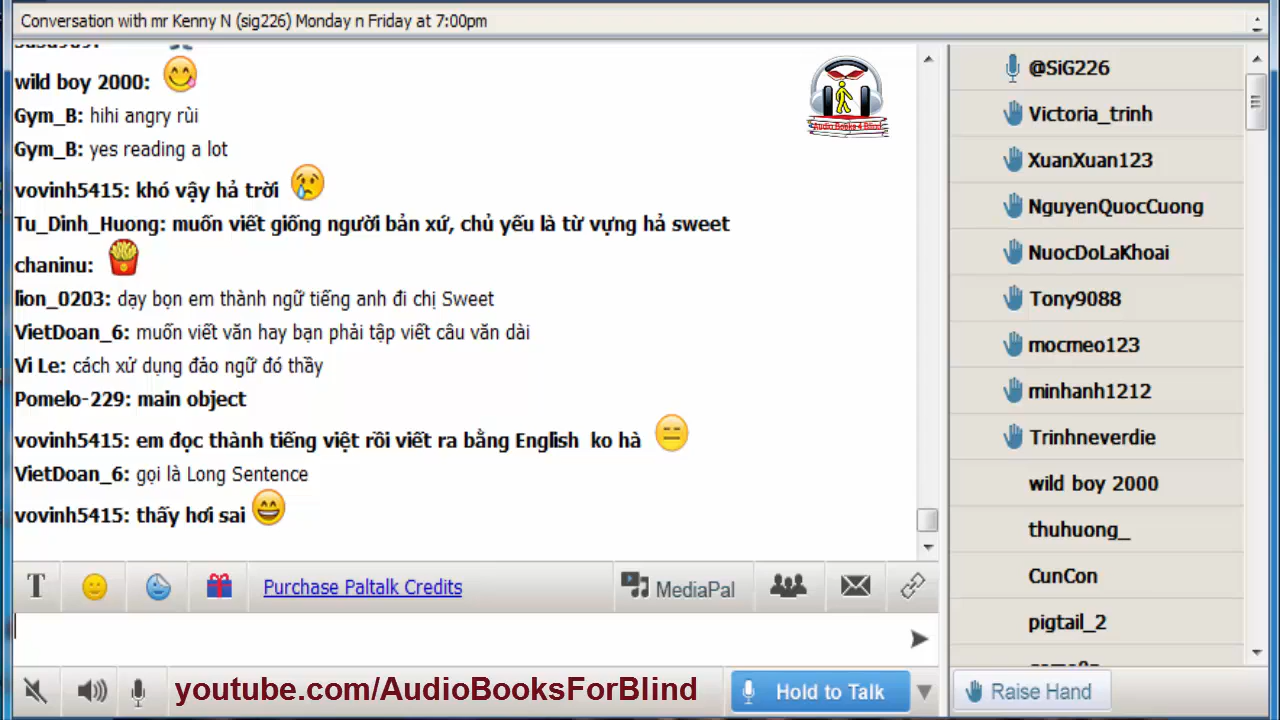 Conversation with mr Kenny N (sig226) Monday n Friday at 7:00pm
wild boy 2000:
Gym_B: hihi angry rùi
Gym_B: yes reading a lot
vovinh5415: khó vậy hả trời
Tu_Dinh_Huong: muốn viết giống người bản xứ, chủ yếu là từ vựng hả sweet
chaninu:
lion_0203: dạy bọn em thành ngữ tiếng anh đi chị Sweet
VietDoan_6: muốn viết văn hay bạn phải tập viết câu văn dài
Vi Le: cách xử dụng đảo ngữ đó thầy
Pomelo-229: main object
vovinh5415: em đọc thành tiếng việt rồi viết ra bằng English ko hà
VietDoan_6: gọi là Long Sentence
vovinh5415: thấy hơi sai
Audio Books 4 Blind
@SiG226
Victoria_trinh
XuanXuan123
NguyenQuocCuong
NuocDoLaKhoai
Tony9088
mocmeo123
minhanh1212
Trinhneverdie
wild boy 2000
thuhuong_
CunCon
pigtail_2
T
Purchase Paltalk Credits
MediaPal
youtube.com/AudioBooksForBlind
Hold to Talk
Raise Hand